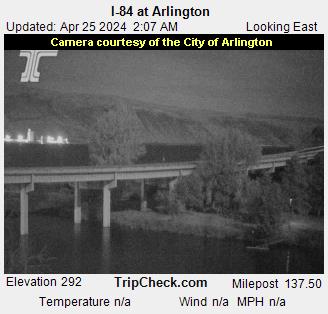 I-84 at Arlington
Updated: Apr 25 2024 2:07 AM Looking East
Camera courtesy of the City of Arlington
Elevation 292 TripCheck.com Milepost 137.50
Temperature n/a Wind n/a MPH n/a